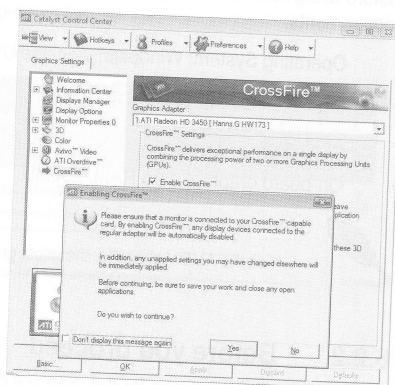 Catalyst Control Center
View
Hotkeys
Profiles
Preferences
Help
Graphics Settings
Welcome
Information Center
Displays Manager
Display Options
Monitor Properties 0
3D
Color
Avivo™ Video
ATI Overdrive™
CrossFire™
CrossFire™
Graphics Adapter
1.ATI Radeon HD 3450 [ Hanns.G HW173 ]
CrossFire™ Settings
CrossFire™ delivers exceptional performance on a single display by
combining the processing power of two or more Graphics Processing Units
(GPUs).
Enable CrossFire™
eave
plication
these 3D
Enabling CrossFire™
Please ensure that a monitor is connected to your CrossFire™-capable
card. By enabling CrossFire™, any display devices connected to the
regular adapter will be automatically disabled.
In addition, any unapplied settings you may have changed elsewhere will
be immediately applied.
Before continuing, be sure to save your work and close any open
applications.
Do you wish to continue?
Don't display this message again
Yes
No
ATI
Basic...
OK
Apply
Discard
Defaults